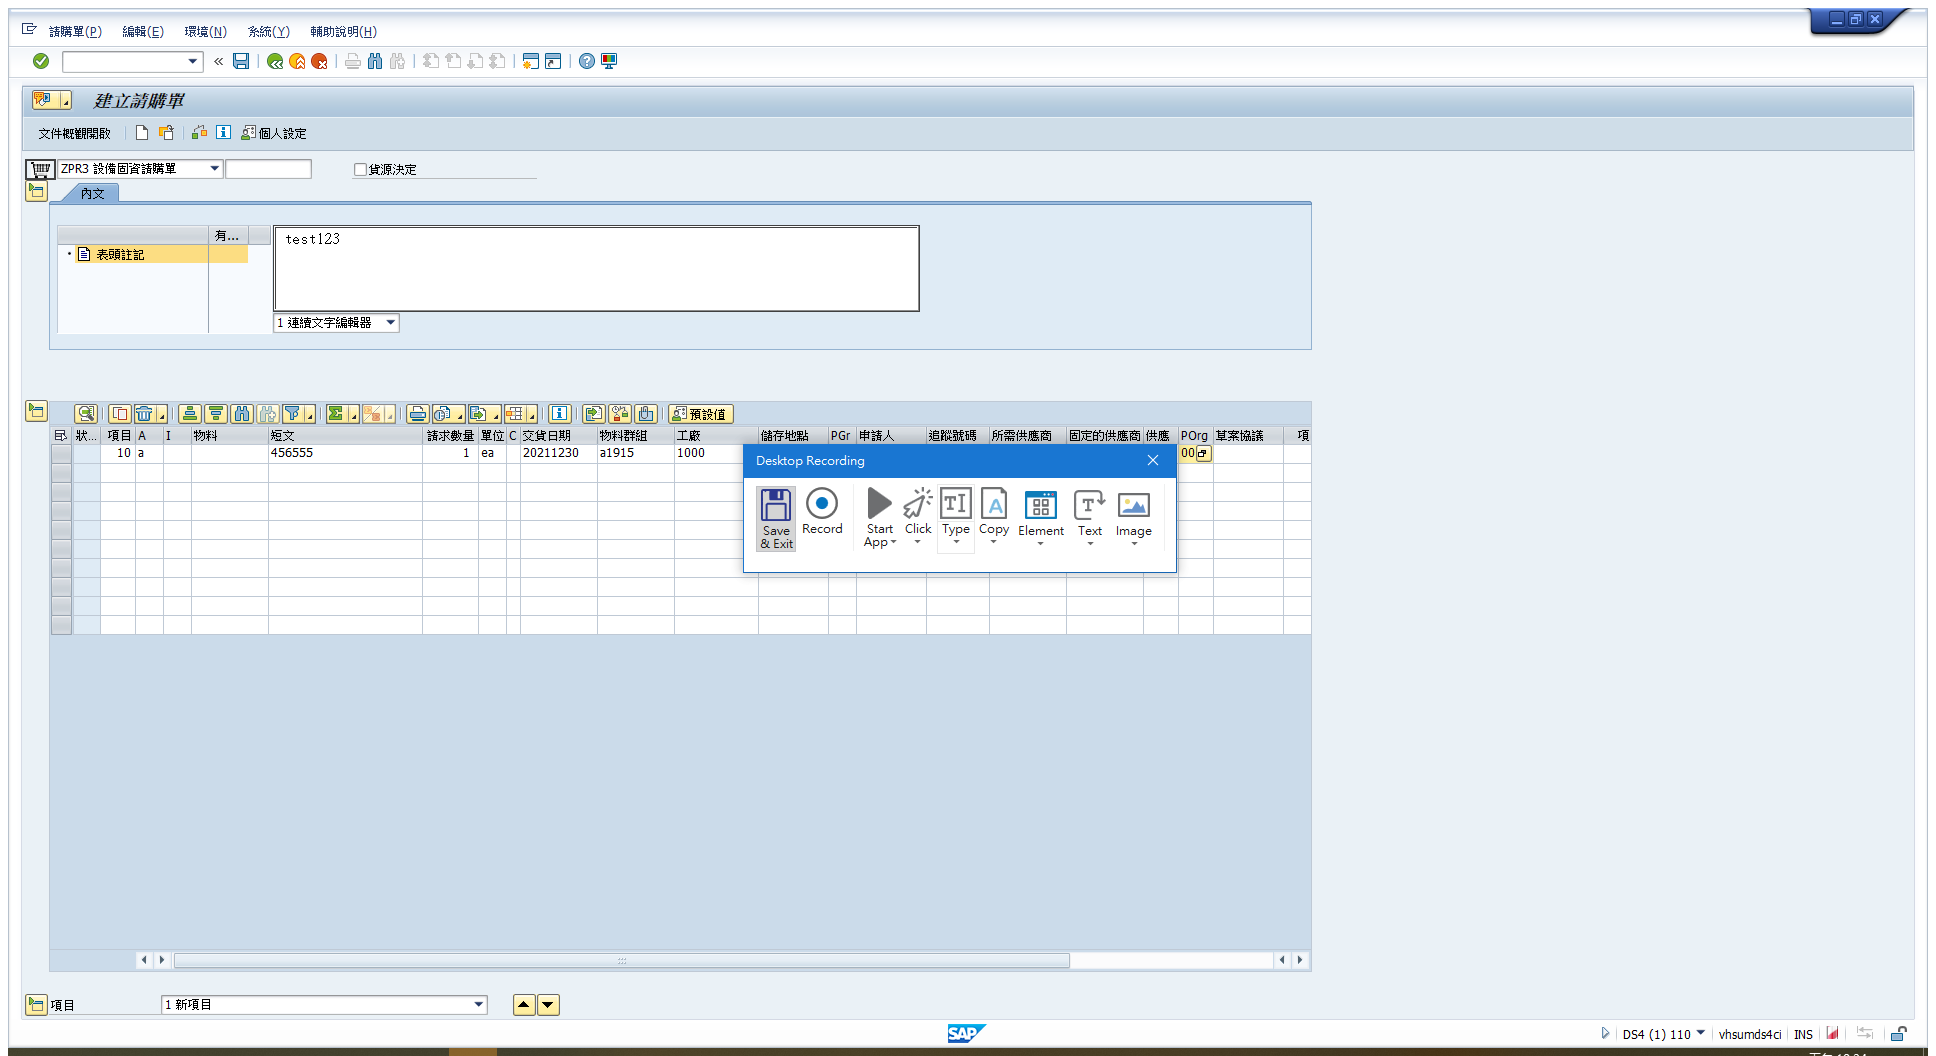 請購單(P) 編輯(E) 環境(N) 系統(Y) 輔助說明(H)
建立請購單
文件概觀開啟 個人設定
ZPR3 設備固資請購單 貨源決定
內文
有...
表頭註記
test123
1 連續文字編輯器
預設值
狀... 項目 A I 物料 短文 請求數量 單位 C 交貨日期 物料群組 工廠 儲存地點 PGr 申請人 追蹤號碼 所需供應商 固定的供應商 供應 POrg 草案協議 項
10 a 456555 1 ea 20211230 a1915 1000 00
Desktop Recording
Save & Exit
Record
Start App
Click
Type
Copy
Element
Text
Image
項目 1 新項目
SAP
DS4 (1) 110 vhsumds4ci INS